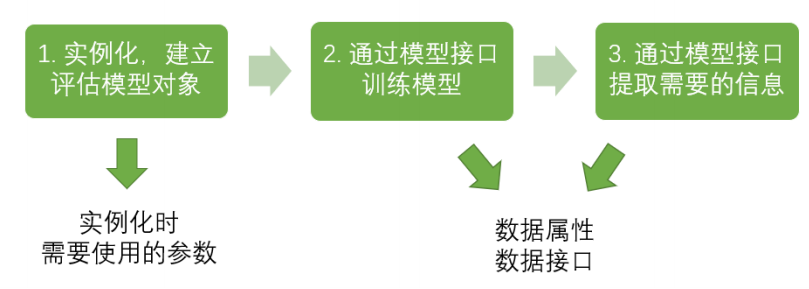 1. 实例化，建立
评估模型对象
2. 通过模型接口
训练模型
3. 通过模型接口
提取需要的信息
实例化时
需要使用的参数
数据属性
数据接口